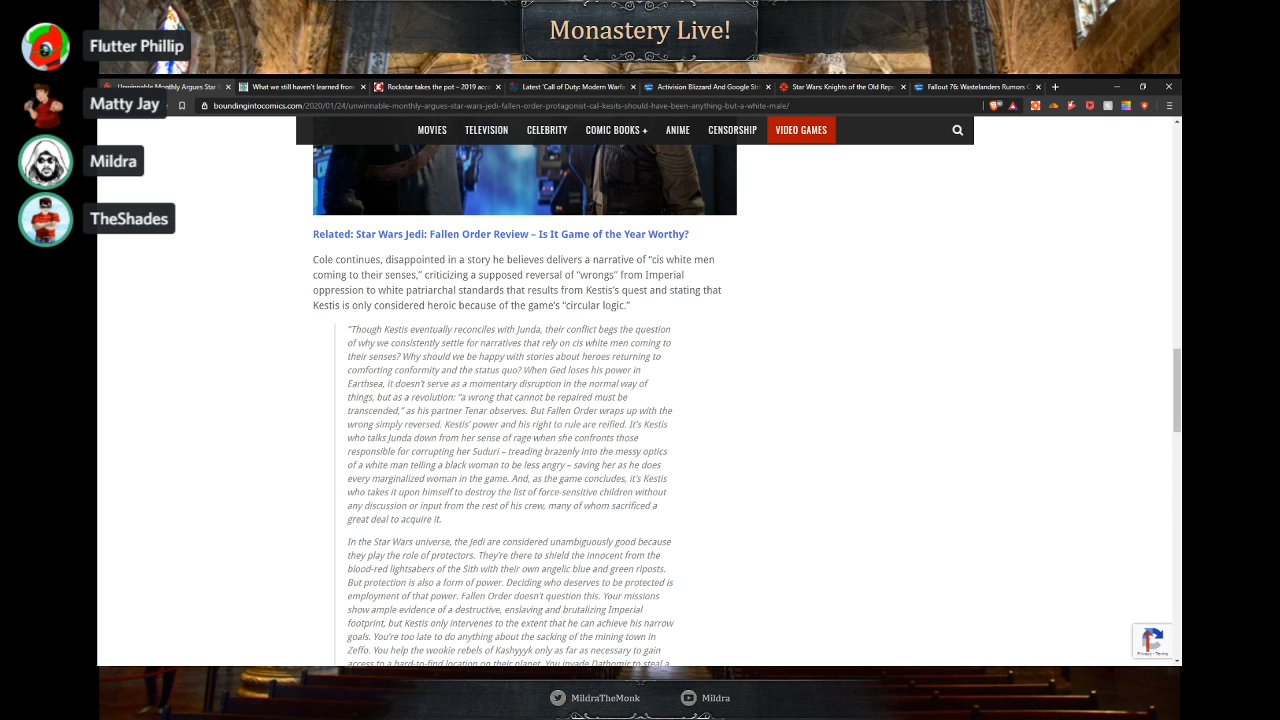 Monastery Live!
Flutter Phillip
Matty Jay
Mildra
TheShades
Unwinnable Monthly Argues Star
What we still haven't learned from
Rockstar takes the pot – 2019 acc
Latest 'Call of Duty: Modern Warfa
Activision Blizzard And Google Str
Star Wars: Knights of the Old Rep
Fallout 76: Wastelanders Rumors C
boundingintocomics.com/2020/01/24/unwinnable-monthly-argues-star-wars-jedi-fallen-order-protagonist-cal-kesits-should-have-been-anything-but-a-white-male/
MOVIES TELEVISION CELEBRITY COMIC BOOKS + ANIME CENSORSHIP VIDEO GAMES
Related: Star Wars Jedi: Fallen Order Review – Is It Game of the Year Worthy?
Cole continues, disappointed in a story he believes delivers a narrative of “cis white men
coming to their senses,” criticizing a supposed reversal of “wrongs” from Imperial
oppression to white patriarchal standards that results from Kestis’s quest and stating that
Kestis is only considered heroic because of the game’s “circular logic.”
“Though Kestis eventually reconciles with Junda, their conflict begs the question
of why we consistently settle for narratives that rely on cis white men coming to
their senses? Why should we be happy with stories about heroes returning to
comforting conformity and the status quo? When Ged loses his power in
Earthsea, it doesn’t serve as a momentary disruption in the normal way of
things, but as a revolution: “a wrong that cannot be repaired must be
transcended,” as his partner Tenar observes. But Fallen Order wraps up with the
wrong simply reversed. Kestis’ power and his right to rule are reified. It’s Kestis
who talks Junda down from her sense of rage when she confronts those
responsible for corrupting her Suduri – treading brazenly into the messy optics
of a white man telling a black woman to be less angry – saving her as he does
every marginalized woman in the game. And, as the game concludes, it’s Kestis
who takes it upon himself to destroy the list of force-sensitive children without
any discussion or input from the rest of his crew, many of whom sacrificed a
great deal to acquire it.
In the Star Wars universe, the Jedi are considered unambiguously good because
they play the role of protectors. They’re there to shield the innocent from the
blood-red lightsabers of the Sith with their own angelic blue and green riposts.
But protection is also a form of power. Deciding who deserves to be protected is
employment of that power. Fallen Order doesn’t question this. Your missions
show ample evidence of a destructive, enslaving and brutalizing Imperial
footprint, but Kestis only intervenes to the extent that he can achieve his narrow
goals. You’re too late to do anything about the sacking of the mining town in
Zeffo. You help the wookie rebels of Kashyyyk only as far as necessary to gain
access to a hard-to-find location on their planet. You invade Dathomir to steal a
Privacy - Terms
MildraTheMonk
Mildra